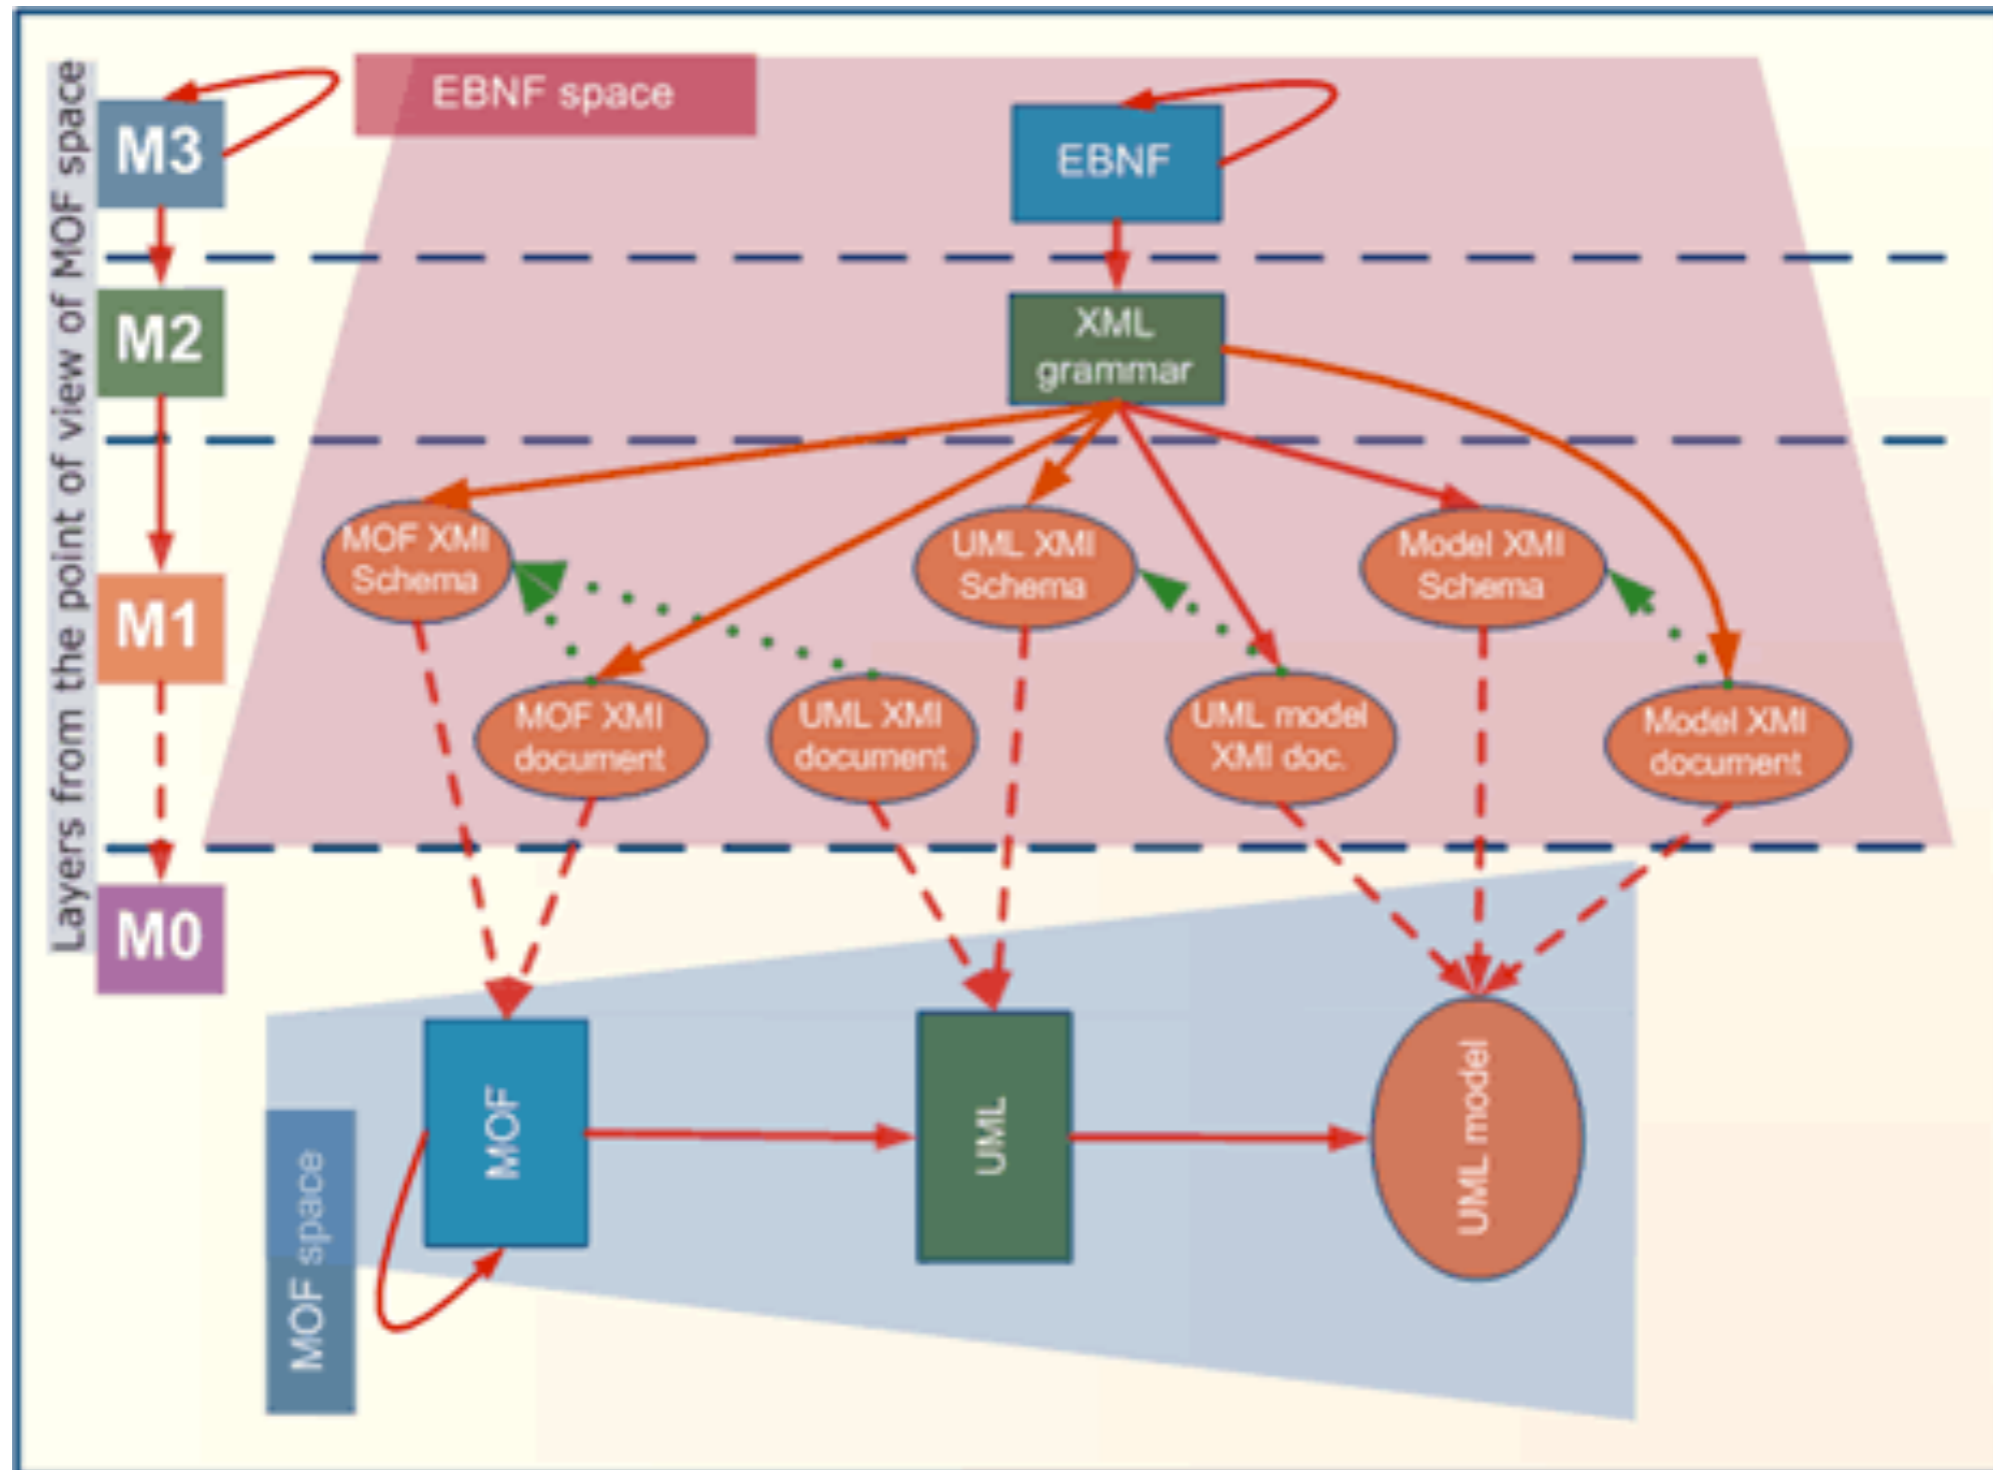 Layers from the point of view of MOF space
M3
EBNF space
EBNF
M2
XML
grammar
M1
MOF XMI
Schema
UML XMI
Schema
Model XMI
Schema
MOF XMI
document
UML XMI
document
UML model
XMI doc.
Model XMI
document
M0
MOF space
MOF
UML
UML model